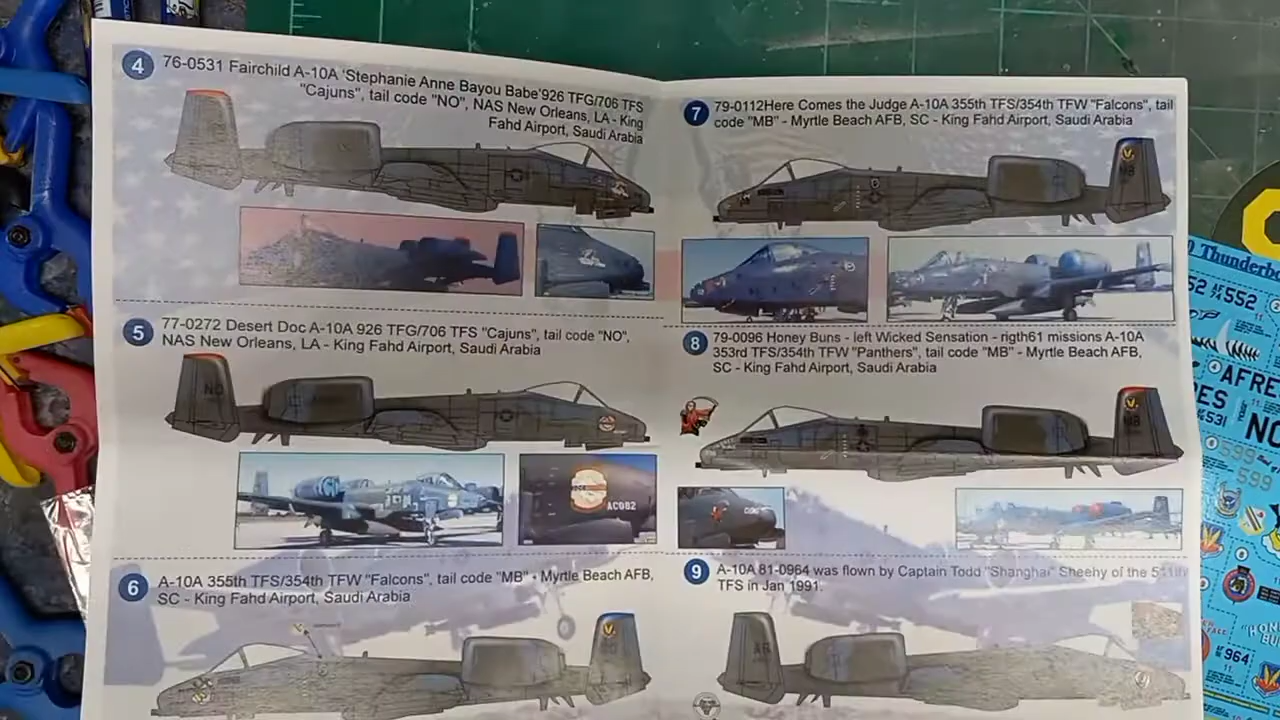 4
76-0531 Fairchild A-10A 'Stephanie Anne Bayou Babe'926 TFG/706 TFS
"Cajuns", tail code "NO", NAS New Orleans, LA - King
Fahd Airport, Saudi Arabia
5
77-0272 Desert Doc A-10A 926 TFG/706 TFS "Cajuns", tail code "NO",
NAS New Orleans, LA - King Fahd Airport, Saudi Arabia
NO
AC082
6
A-10A 355th TFS/354th TFW "Falcons", tail code "MB" - Myrtle Beach AFB,
SC - King Fahd Airport, Saudi Arabia
7
79-0112Here Comes the Judge A-10A 355th TFS/354th TFW "Falcons", tail
code "MB" - Myrtle Beach AFB, SC - King Fahd Airport, Saudi Arabia
MB
8
79-0096 Honey Buns - left Wicked Sensation - rigth61 missions A-10A
353rd TFS/354th TFW "Panthers", tail code "MB" - Myrtle Beach AFB,
SC - King Fahd Airport, Saudi Arabia
MB
9
A-10A 81-0964 was flown by Captain Todd "Shanghai" Sheehy of the 511th
TFS in Jan 1991.
552
AFRE
NO
599
599
964